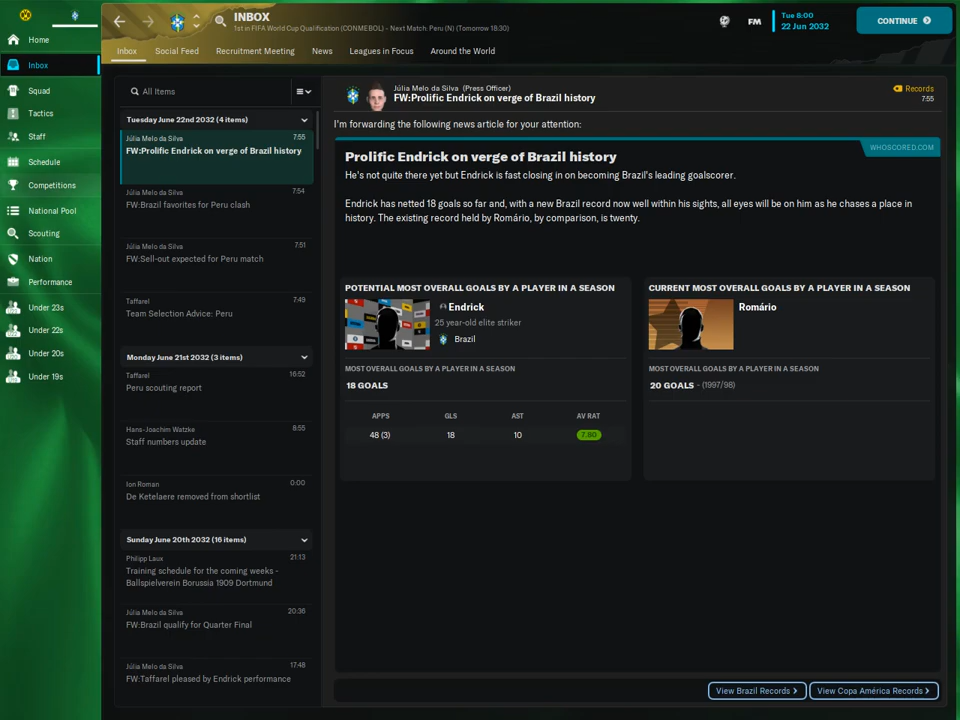 INBOX
1st in FIFA World Cup Qualification (CONMEBOL) - Next Match: Peru (N) (Tomorrow 18:30)
FM
Tue 8:00
22 Jun 2032
CONTINUE
Inbox
Social Feed
Recruitment Meeting
News
Leagues in Focus
Around the World
Home
Inbox
Squad
Tactics
Staff
Schedule
Competitions
National Pool
Scouting
Nation
Performance
Under 23s
Under 22s
Under 20s
Under 19s
All Items
Tuesday June 22nd 2032 (4 items)
Júlia Melo da Silva 7:55
FW:Prolific Endrick on verge of Brazil history
Júlia Melo da Silva 7:54
FW:Brazil favorites for Peru clash
Júlia Melo da Silva 7:51
FW:Sell-out expected for Peru match
Taffarel 7:49
Team Selection Advice: Peru
Monday June 21st 2032 (3 items)
Taffarel 16:52
Peru scouting report
Hans-Joachim Watzke 8:55
Staff numbers update
Ion Roman 0:00
De Ketelaere removed from shortlist
Sunday June 20th 2032 (16 items)
Philipp Laux 21:13
Training schedule for the coming weeks -
Ballspielverein Borussia 1909 Dortmund
Júlia Melo da Silva 20:36
FW:Brazil qualify for Quarter Final
Júlia Melo da Silva 17:48
FW:Taffarel pleased by Endrick performance
Júlia Melo da Silva (Press Officer)
FW:Prolific Endrick on verge of Brazil history
Records
7:55
I'm forwarding the following news article for your attention:
WHOSCORED.COM
Prolific Endrick on verge of Brazil history
He's not quite there yet but Endrick is fast closing in on becoming Brazil's leading goalscorer.
Endrick has netted 18 goals so far and, with a new Brazil record now well within his sights, all eyes will be on him as he chases a place in
history. The existing record held by Romário, by comparison, is twenty.
POTENTIAL MOST OVERALL GOALS BY A PLAYER IN A SEASON
Endrick
25 year-old elite striker
Brazil
MOST OVERALL GOALS BY A PLAYER IN A SEASON
18 GOALS
APPS GLS AST AV RAT
48 (3) 18 10 7.80
CURRENT MOST OVERALL GOALS BY A PLAYER IN A SEASON
Romário
MOST OVERALL GOALS BY A PLAYER IN A SEASON
20 GOALS - (1997/98)
View Brazil Records
View Copa América Records